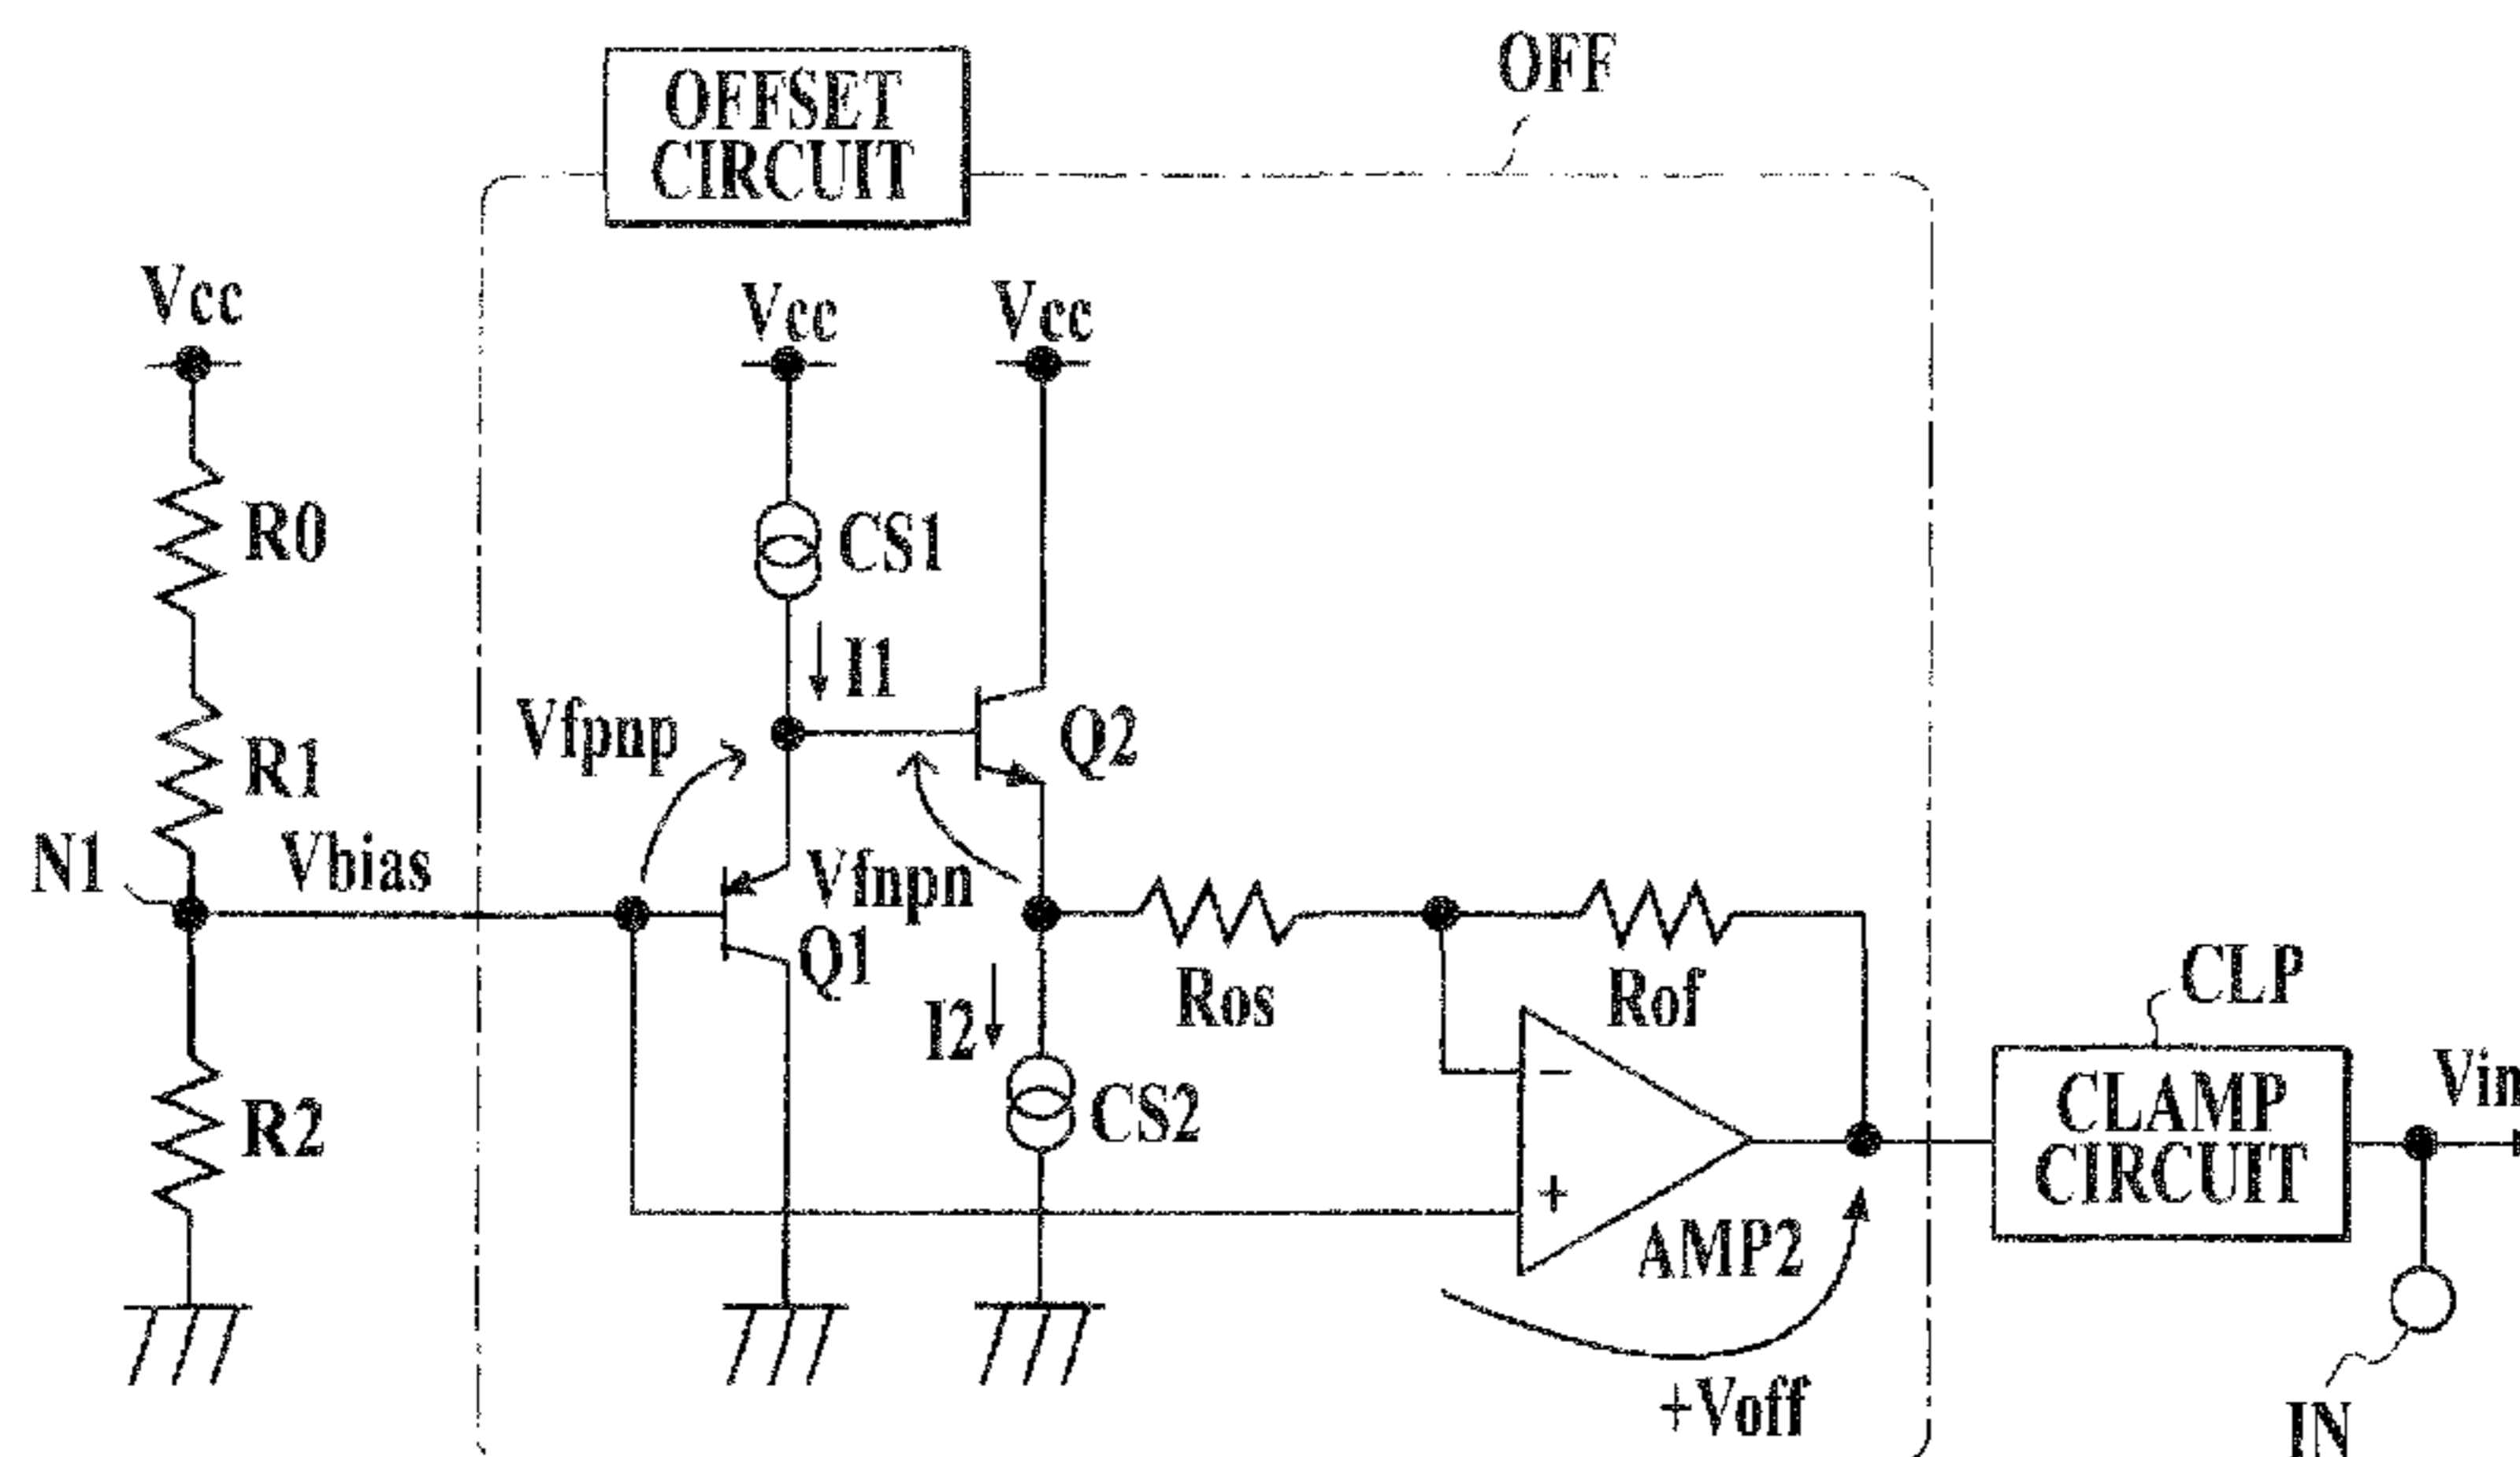 OFF
OFFSET
CIRCUIT
Vcc
Vcc
Vcc
R0
CS1
I1
Vfpnp
Q2
R1
N1
Vbias
Vfnpn
Q1
Ros
Rof
CLP
I2
CS2
R2
−
+
AMP2
CLAMP
CIRCUIT
Vin
+Voff
IN